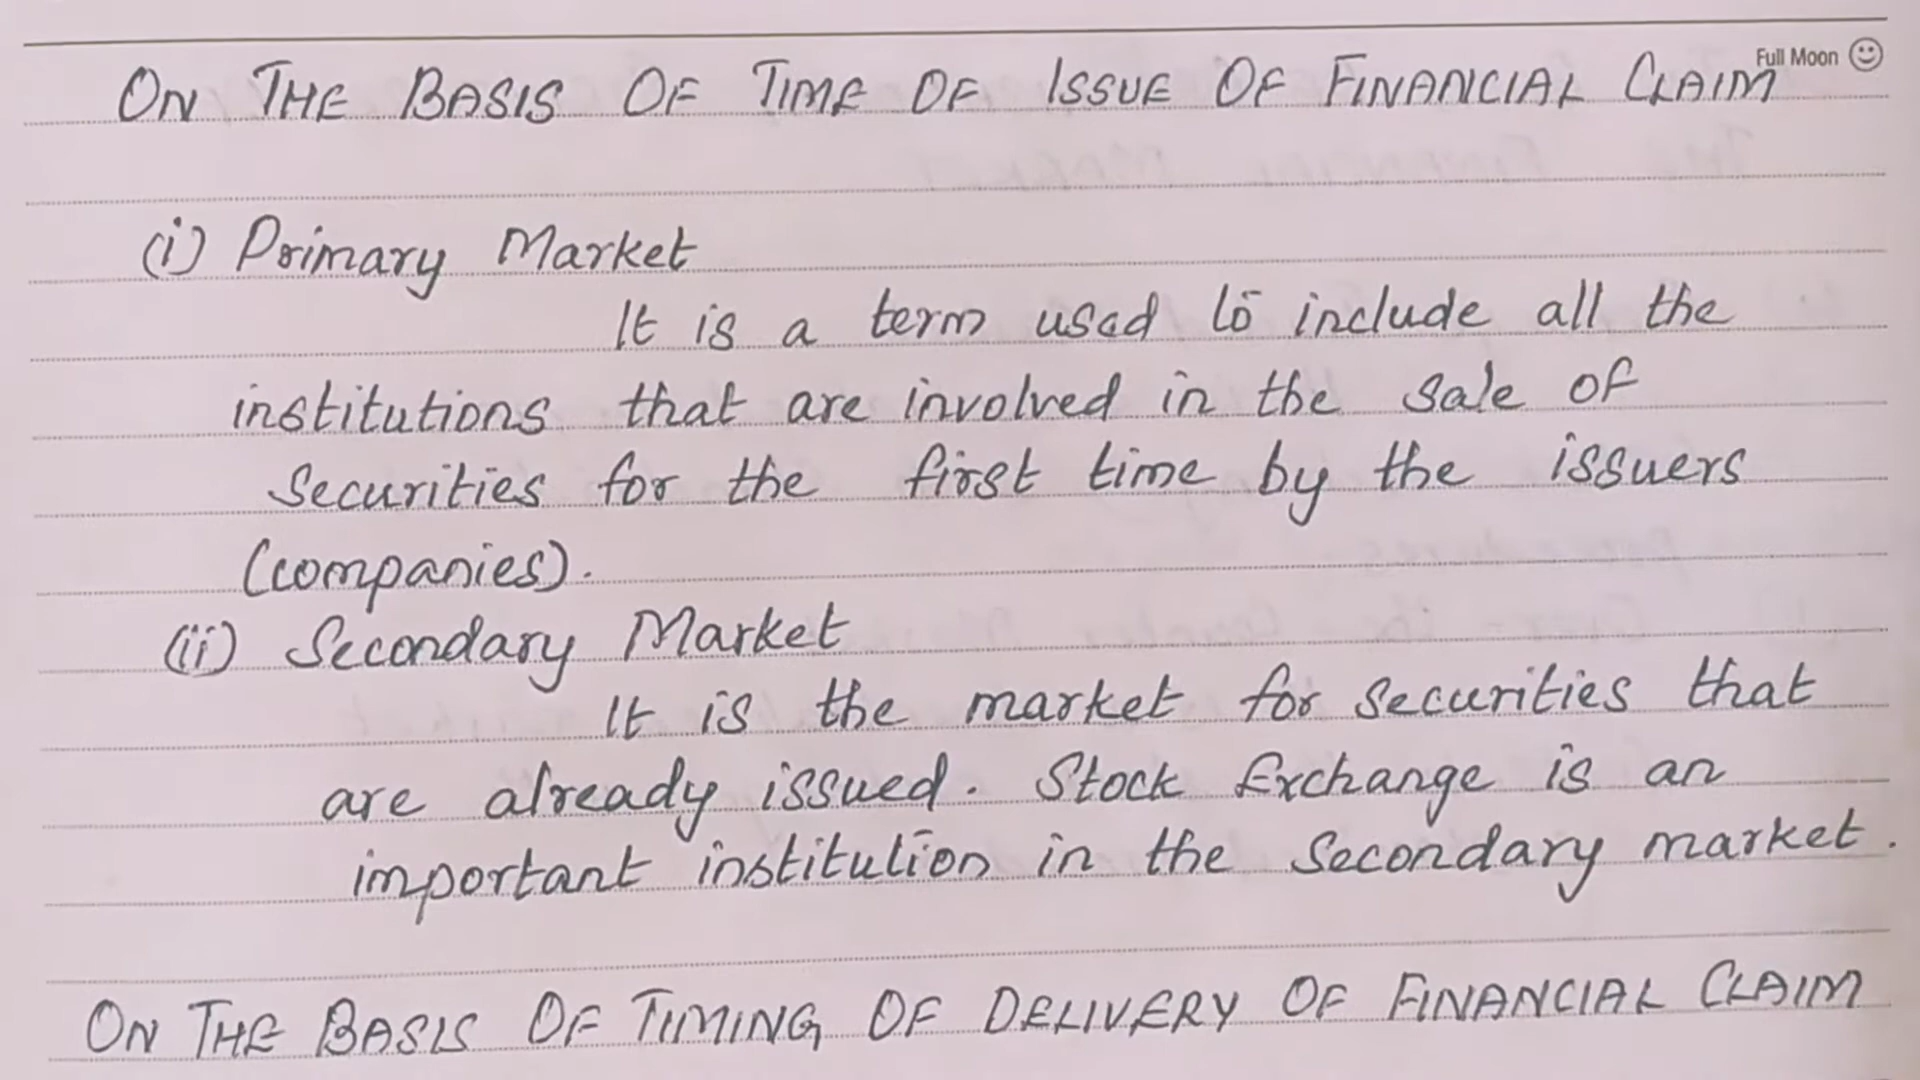 Full Moon
ON THE BASIS OF TIME OF ISSUE OF FINANCIAL CLAIM
(i) Primary Market
It is a term used to include all the
institutions that are involved in the sale of
securities for the first time by the issuers
(companies).
(ii) Secondary Market
It is the market for securities that
are already issued. Stock Exchange is an
important institution in the secondary market.
ON THE BASIS OF TIMING OF DELIVERY OF FINANCIAL CLAIM